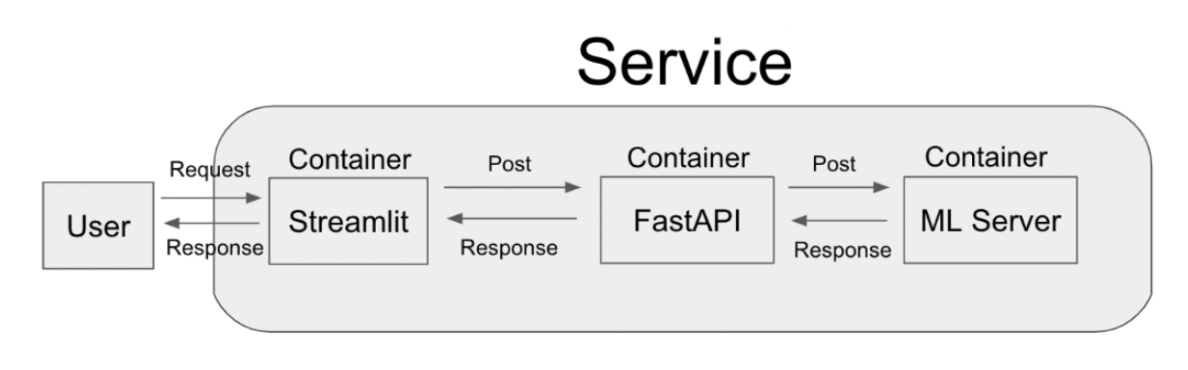 Service
Request
Container
Post
Container
Post
Container
User
Streamlit
FastAPI
ML Server
Response
Response
Response